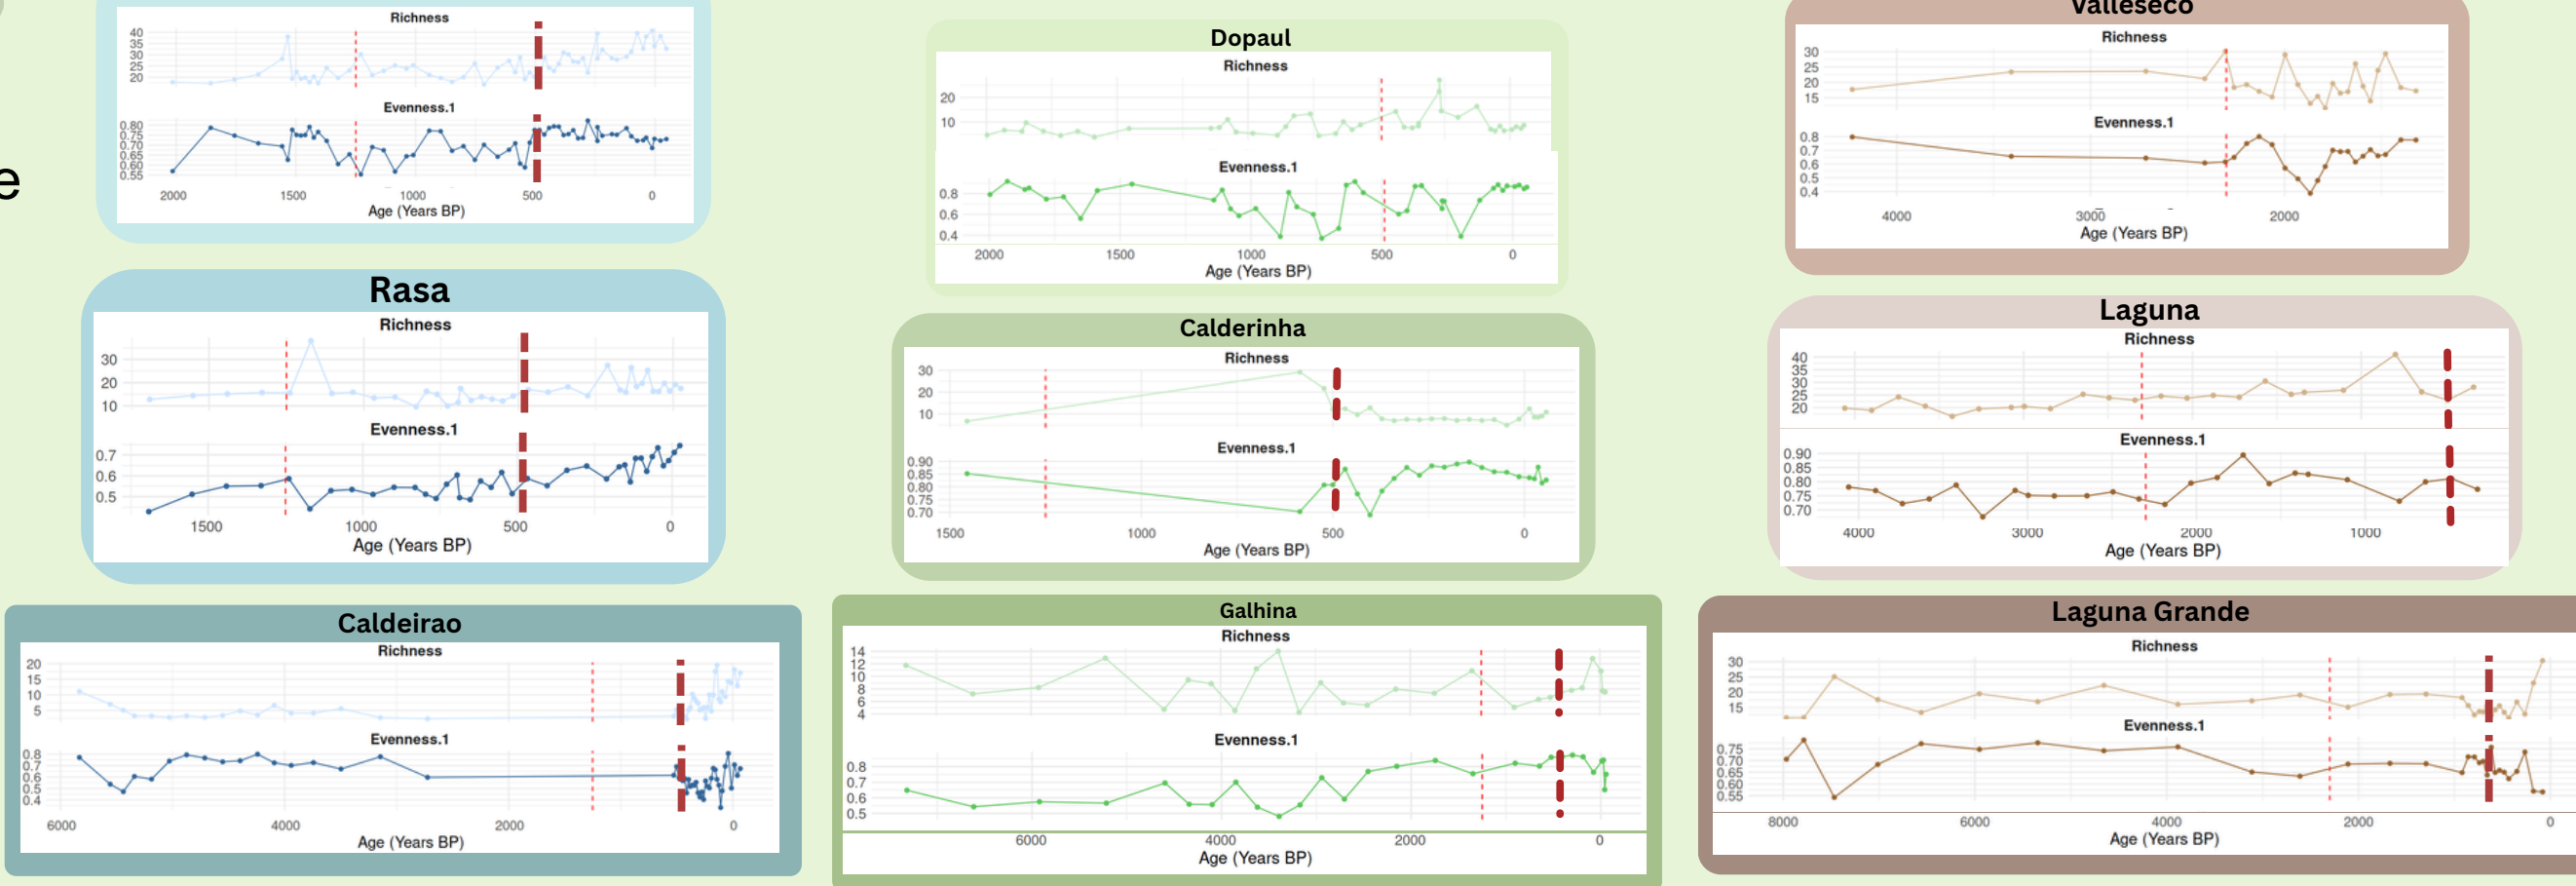 e
Richness
40
35
30
25
20
Evenness.1
0.80
0.75
0.70
0.65
0.60
0.55
2000 1500 1000 500 0
Age (Years BP)
Rasa
Richness
30
20
10
Evenness.1
0.7
0.6
0.5
1500 1000 500 0
Age (Years BP)
Caldeirao
Richness
20
15
10
5
Evenness.1
0.8
0.7
0.6
0.5
0.4
6000 4000 2000 0
Age (Years BP)
Dopaul
Richness
20
10
Evenness.1
0.8
0.6
0.4
2000 1500 1000 500 0
Age (Years BP)
Calderinha
Richness
30
20
10
Evenness.1
0.90
0.85
0.80
0.75
0.70
1500 1000 500 0
Age (Years BP)
Galhina
Richness
14
12
10
8
6
4
Evenness.1
0.8
0.7
0.6
0.5
6000 4000 2000 0
Age (Years BP)
Valleseco
Richness
30
25
20
15
Evenness.1
0.8
0.7
0.6
0.5
0.4
4000 3000 2000
Age (Years BP)
Laguna
Richness
40
35
30
25
20
Evenness.1
0.90
0.85
0.80
0.75
0.70
4000 3000 2000 1000
Age (Years BP)
Laguna Grande
Richness
30
25
20
15
Evenness.1
0.75
0.70
0.65
0.60
0.55
8000 6000 4000 2000 0
Age (Years BP)